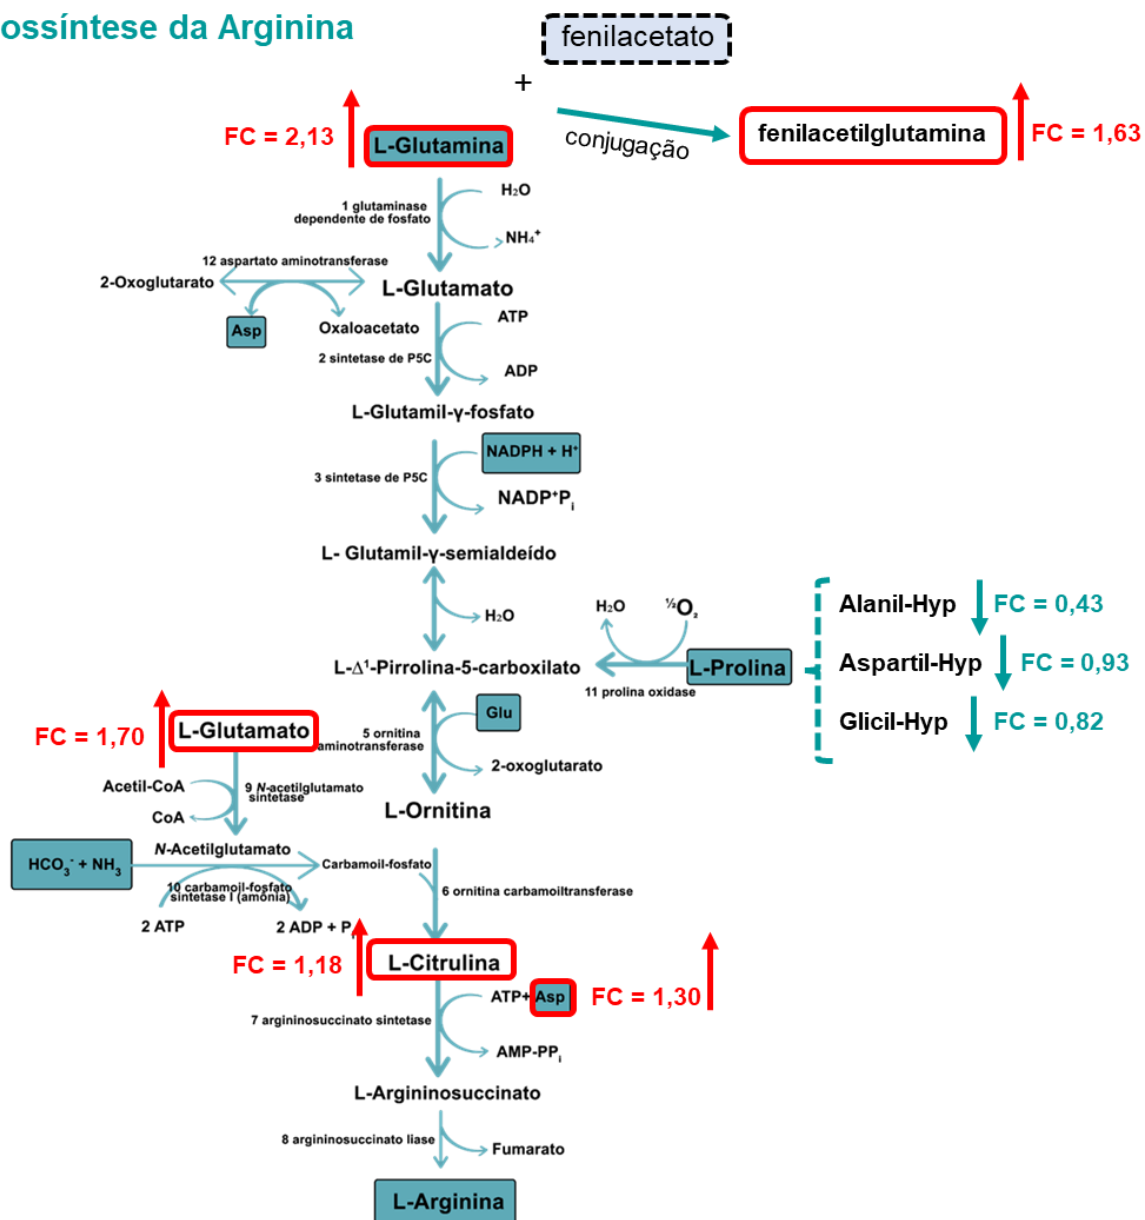 ossíntese da Arginina
fenilacetato
+
conjugação
fenilacetilglutamina
FC = 1,63
FC = 2,13
L-Glutamina
H₂O
1 glutaminase
dependente de fosfato
NH₄⁺
12 aspartato aminotransferase
2-Oxoglutarato
L-Glutamato
Asp
Oxaloacetato
ATP
2 sintetase de P5C
ADP
L-Glutamil-γ-fosfato
NADPH + H⁺
3 sintetase de P5C
NADP⁺Pᵢ
L- Glutamil-γ-semialdeído
H₂O
H₂O
½O₂
L-Δ¹-Pirrolina-5-carboxilato
11 prolina oxidase
L-Prolina
Alanil-Hyp
FC = 0,43
Aspartil-Hyp
FC = 0,93
Glicil-Hyp
FC = 0,82
Glu
5 ornitina
aminotransferase
2-oxoglutarato
FC = 1,70
L-Glutamato
Acetil-CoA
9 N-acetilglutamato
sintetase
CoA
L-Ornitina
N-Acetilglutamato
HCO₃⁻ + NH₃
Carbamoil-fosfato
10 carbamoil-fosfato
sintetase I (amônia)
6 ornitina carbamoiltransferase
2 ATP
2 ADP + P
FC = 1,18
L-Citrulina
ATP+ Asp
FC = 1,30
7 argininosuccinato sintetase
AMP-PPᵢ
L-Argininosuccinato
8 argininosuccinato liase
Fumarato
L-Arginina